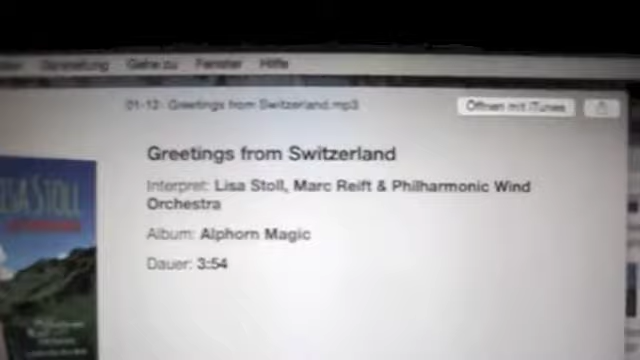 Darstellung Gehe zu Fenster Hilfe
01-12- Greetings from Switzerland.mp3
Öffnen mit iTunes
Greetings from Switzerland
Interpret: Lisa Stoll, Marc Reift & Philharmonic Wind
Orchestra
Album: Alphorn Magic
Dauer: 3:54
LISA STOLL